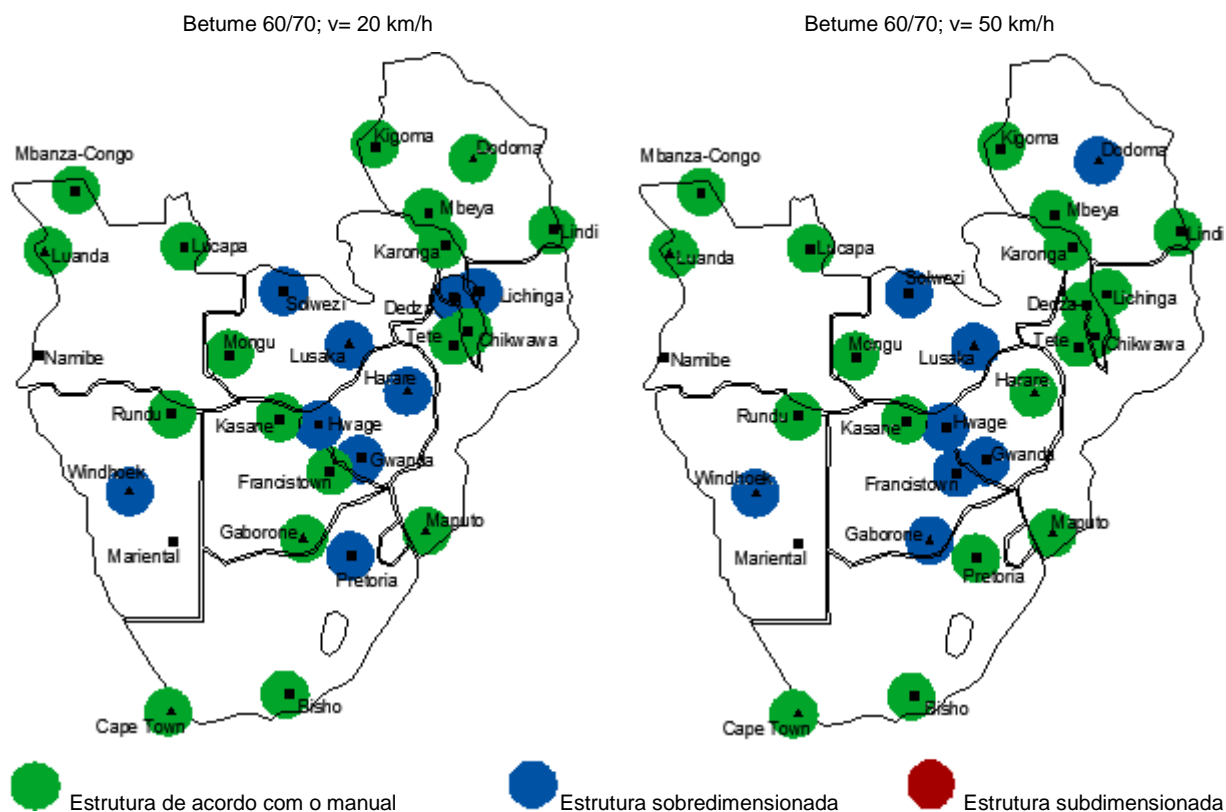 Betume 60/70; v= 20 km/h
Kigoma
Dodoma
Mbanza-Congo
Mbeya
Lindi
Luanda
Lucapa
Karonga
Solwezi
Lichinga
Dedza
Tete
Chikwawa
Mongu
Lusaka
Namibe
Harare
Rundu
Kasane
Hwage
Gwanda
Windhoek
Francistown
Gaborone
Maputo
Mariental
Pretoria
Bisho
Cape Town
Betume 60/70; v= 50 km/h
Kigoma
Dodoma
Mbanza-Congo
Mbeya
Lindi
Luanda
Lucapa
Karonga
Solwezi
Lichinga
Dedza
Tete
Chikwawa
Mongu
Lusaka
Namibe
Harare
Rundu
Kasane
Hwage
Gwanda
Windhoek
Francistown
Gaborone
Maputo
Mariental
Pretoria
Bisho
Cape Town
Estrutura de acordo com o manual
Estrutura sobredimensionada
Estrutura subdimensionada